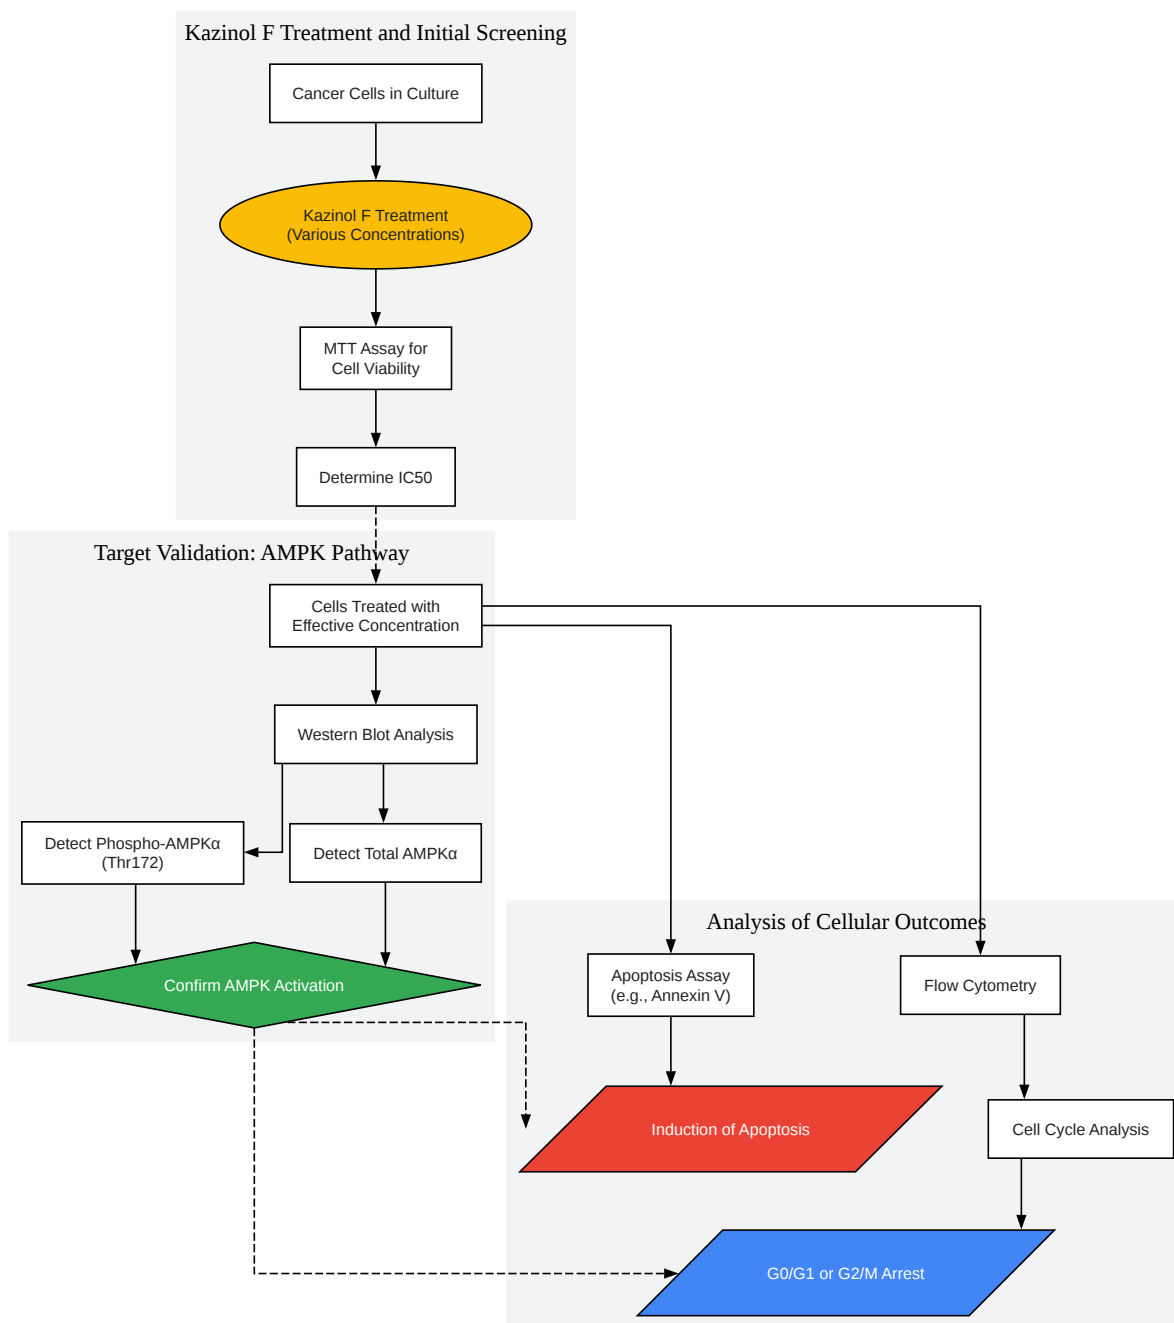 Kazinol F Treatment and Initial Screening
Cancer Cells in Culture
Kazinol F Treatment
(Various Concentrations)
MTT Assay for
Cell Viability
Determine IC50
Target Validation: AMPK Pathway
Cells Treated with
Effective Concentration
Western Blot Analysis
Detect Phospho-AMPKα
(Thr172)
Detect Total AMPKα
Confirm AMPK Activation
Analysis of Cellular Outcomes
Apoptosis Assay
(e.g., Annexin V)
Flow Cytometry
Induction of Apoptosis
Cell Cycle Analysis
G0/G1 or G2/M Arrest